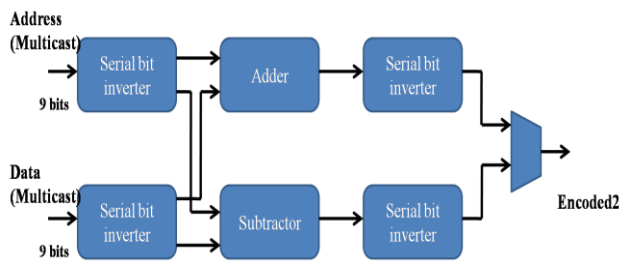 Address
(Multicast)
Serial bit
inverter
Adder
Serial bit
inverter
9 bits
Data
(Multicast)
Serial bit
inverter
Subtractor
Serial bit
inverter
Encoded2
9 bits